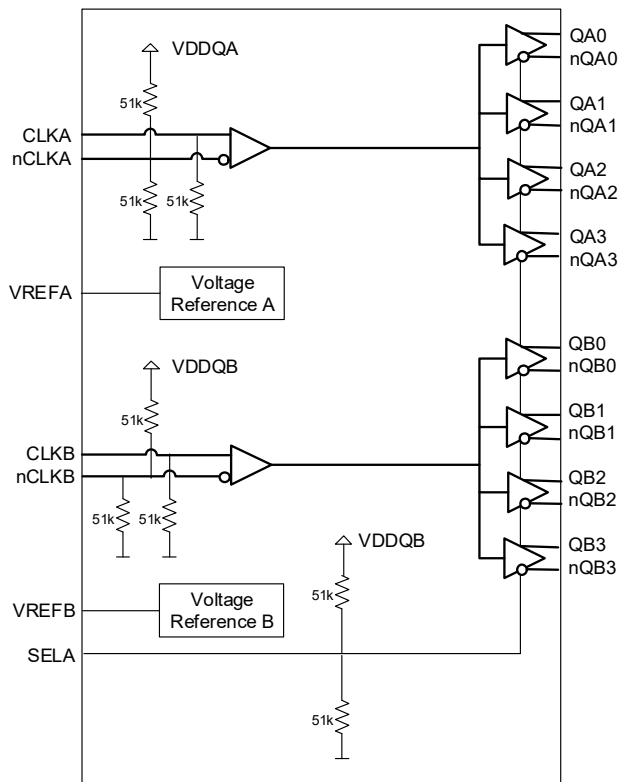 VDDQA
51k
CLKA
nCLKA
51k
51k
VREFA
Voltage
Reference A
VDDQB
51k
CLKB
nCLKB
51k
51k
VDDQB
51k
VREFB
Voltage
Reference B
SELA
51k
QA0
nQA0
QA1
nQA1
QA2
nQA2
QA3
nQA3
QB0
nQB0
QB1
nQB1
QB2
nQB2
QB3
nQB3